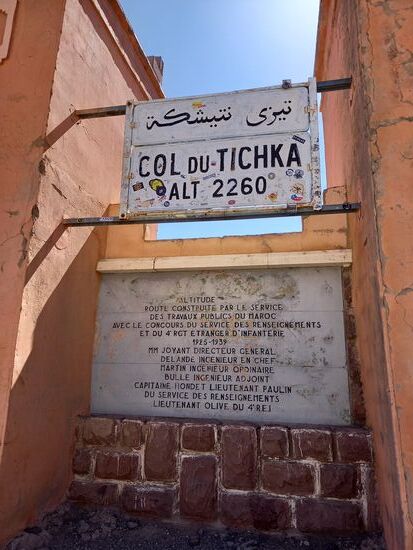 تيزي نتيشكة
COL DU TICHKA
ALT 2260
ALTITUDE
ROUTE CONSTRUITE PAR LE SERVICE
DES TRAVAUX PUBLICS DU MAROC
AVEC LE CONCOURS DU SERVICE DES RENSEIGNEMENTS
ET DU 4ᵉ RGT ETRANGER D'INFANTERIE
1925-1939
MM JOYANT DIRECTEUR GENERAL
DELANDE INGENIEUR EN CHEF
MARTIN INGENIEUR ORDINAIRE
BULLE INGENIEUR ADJOINT
CAPITAINE HONDET LIEUTENANT PAULIN
DU SERVICE DES RENSEIGNEMENTS
LIEUTENANT OLIVE DU 4ᵉ REI